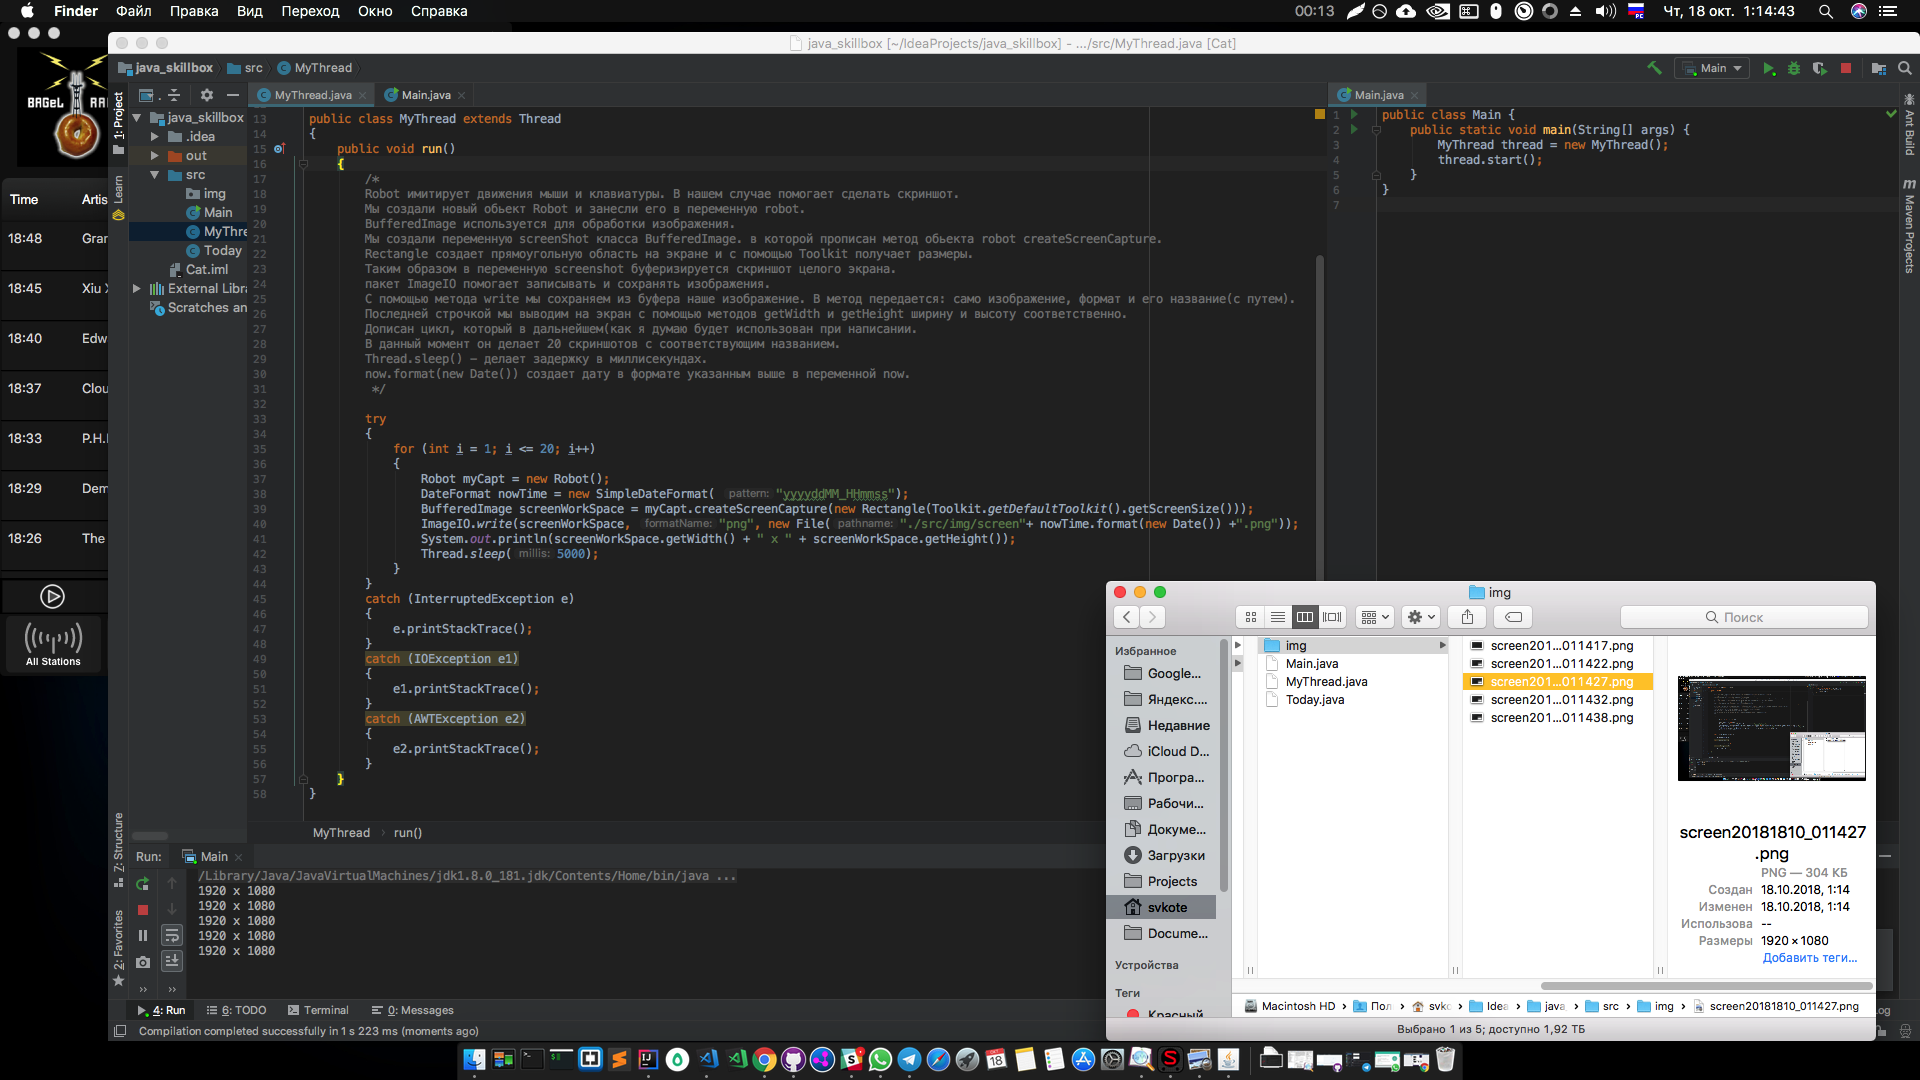 Finder Файл Правка Вид Переход Окно Справка
00:13
Чт, 18 окт. 1:14:43
java_skillbox [~/IdeaProjects/java_skillbox] - .../src/MyThread.java [Cat]
java_skillbox src MyThread
Main
BAGeL
Time
18:48
18:45 Xiu
18:40
18:37
18:33
18:29
18:26 The
All Stations
1: Project
Learn
7: Structure
2: Favorites
java_skillbox
.idea
out
src
img
Main
MyThre
Today
Cat.iml
External Libra
Scratches an
MyThread.java Main.java
13 public class MyThread extends Thread
14 {
15 public void run()
16 {
17 /*
18 Robot имитирует движения мыши и клавиатуры. В нашем случае помогает сделать скриншот.
19 Мы создали новый обьект Robot и занесли его в переменную robot.
20 BufferedImage используется для обработки изображения.
21 Мы создали переменную screenShot класса BufferedImage. в которой прописан метод обьекта robot createScreenCapture.
22 Rectangle создает прямоугольную область на экране и с помощью Toolkit получает размеры.
23 Таким образом в переменную screenshot буферизируется скриншот целого экрана.
24 пакет ImageIO помогает записывать и сохранять изображения.
25 С помощью метода write мы сохраняем из буфера наше изображение. В метод передается: само изображение, формат и его название(с путем).
26 Последней строчкой мы выводим на экран с помощью методов getWidth и getHeight ширину и высоту соответственно.
27 Дописан цикл, который в дальнейшем(как я думаю будет использован при написании.
28 В данный момент он делает 20 скриншотов с соответствующим названием.
29 Thread.sleep() - делает задержку в миллисекундах.
30 now.format(new Date()) создает дату в формате указанным выше в переменной now.
31 */
32
33 try
34 {
35 for (int i = 1; i <= 20; i++)
36 {
37 Robot myCapt = new Robot();
38 DateFormat nowTime = new SimpleDateFormat( pattern: "yyyyddMM_HHmmss");
39 BufferedImage screenWorkSpace = myCapt.createScreenCapture(new Rectangle(Toolkit.getDefaultToolkit().getScreenSize()));
40 ImageIO.write(screenWorkSpace, formatName: "png", new File( pathname: "./src/img/screen"+ nowTime.format(new Date()) +".png"));
41 System.out.println(screenWorkSpace.getWidth() + " x " + screenWorkSpace.getHeight());
42 Thread.sleep( millis: 5000);
43 }
44 }
45 catch (InterruptedException e)
46 {
47 e.printStackTrace();
48 }
49 catch (IOException e1)
50 {
51 e1.printStackTrace();
52 }
53 catch (AWTException e2)
54 {
55 e2.printStackTrace();
56 }
57 }
58 }
MyThread run()
Main.java
1 public class Main {
2 public static void main(String[] args) {
3 MyThread thread = new MyThread();
4 thread.start();
5 }
6 }
7
Ant Build
Maven Projects
Run: Main
/Library/Java/JavaVirtualMachines/jdk1.8.0_181.jdk/Contents/Home/bin/java ...
1920 x 1080
1920 x 1080
1920 x 1080
1920 x 1080
1920 x 1080
4: Run 6: TODO Terminal 0: Messages
Compilation completed successfully in 1 s 223 ms (moments ago)
img
Поиск
Избранное
Google...
Яндекс....
Недавние
iCloud D...
Програ...
Рабочи...
Докуме...
Загрузки
Projects
svkote
Docume...
Устройства
Теги
Красный
img
Main.java
MyThread.java
Today.java
screen201...011417.png
screen201...011422.png
screen201...011427.png
screen201...011432.png
screen201...011438.png
screen20181810_011427
.png
PNG — 304 КБ
Создан 18.10.2018, 1:14
Изменен 18.10.2018, 1:14
Использова --
Размеры 1920 × 1080
Добавить теги...
Macintosh HD › Пол › svkс › Idea › java_ › src › img › screen20181810_011427.png
Выбрано 1 из 5; доступно 1,92 ТБ
18